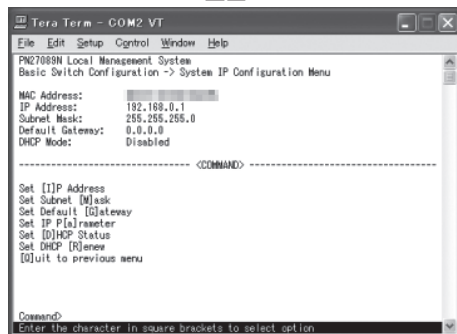 Tera Term - COM2 VT
File Edit Setup Control Window Help
PN27089N Local Management System
Basic Switch Configuration -> System IP Configuration Menu
MAC Address:
IP Address: 192.168.0.1
Subnet Mask: 255.255.255.0
Default Gateway: 0.0.0.0
DHCP Mode: Disabled
-------------------------------- <COMMAND> -----------------------------------
Set [I]P Address
Set Subnet [M]ask
Set Default [G]ateway
Set IP P[a]rameter
Set [D]HCP Status
Set DHCP [R]enew
[Q]uit to previous menu
Command>
Enter the character in square brackets to select option